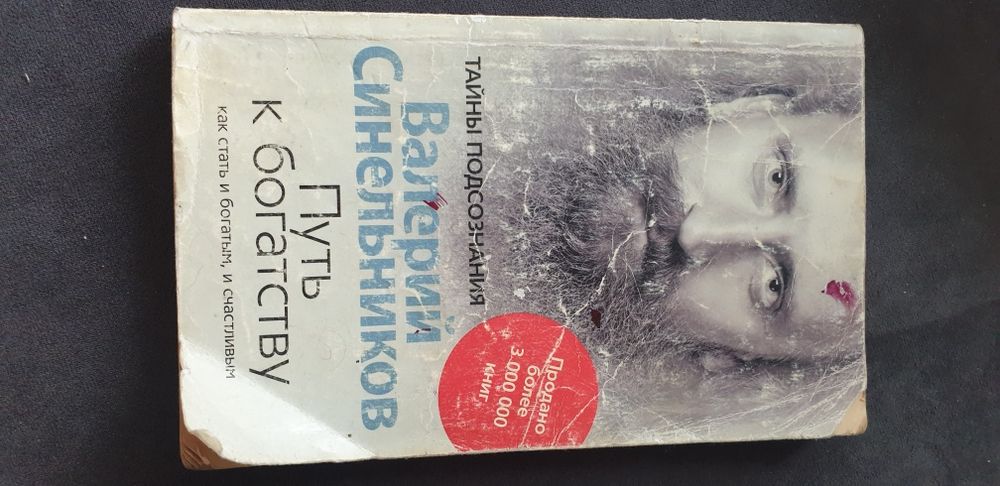 ТАЙНЫ ПОДСОЗНАНИЯ
Валерий
Синельников
Путь
к богатству
как стать и богатым, и счастливым
Продано
более
3 000 000
книг